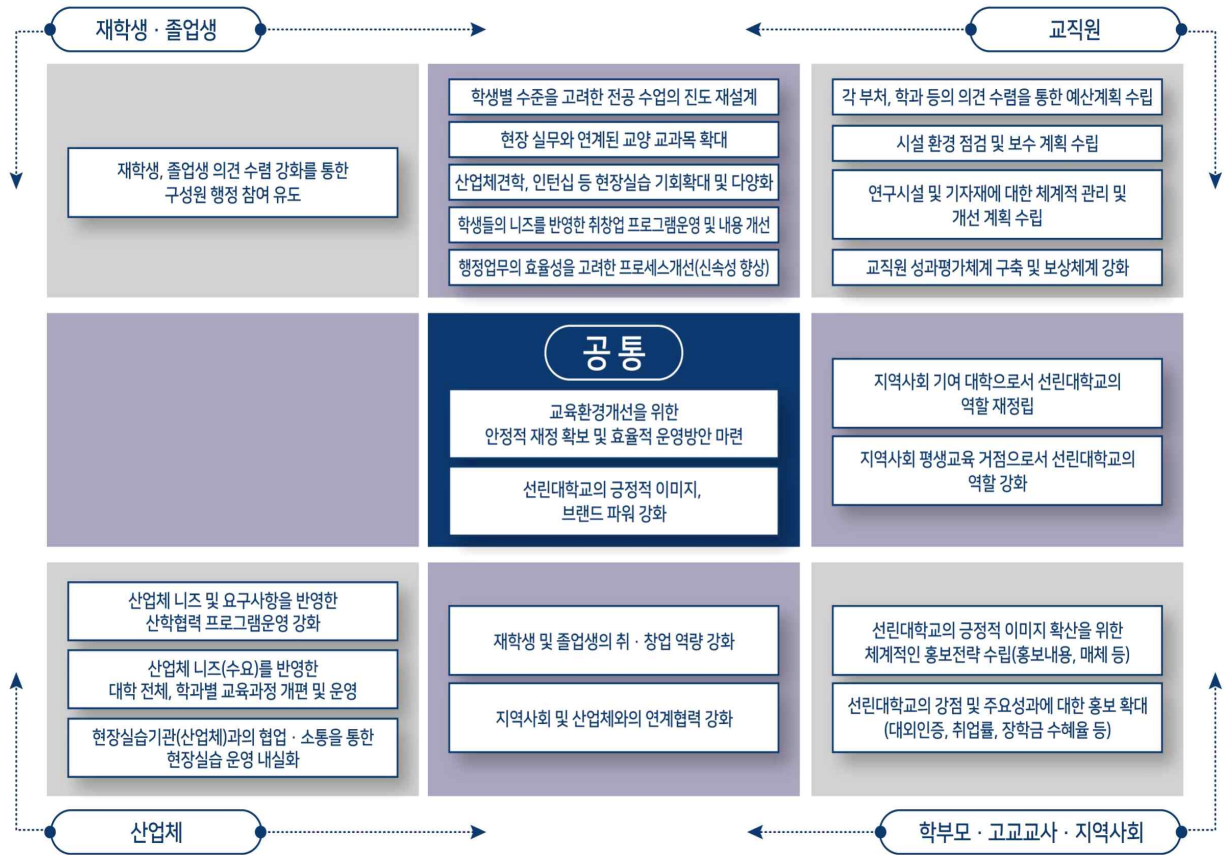 재학생 · 졸업생
교직원
재학생, 졸업생 의견 수렴 강화를 통한
구성원 행정 참여 유도
학생별 수준을 고려한 전공 수업의 진도 재설계
현장 실무와 연계된 교양 교과목 확대
산업체견학, 인턴십 등 현장실습 기회확대 및 다양화
학생들의 니즈를 반영한 취창업 프로그램운영 및 내용 개선
행정업무의 효율성을 고려한 프로세스개선(신속성 향상)
각 부처, 학과 등의 의견 수렴을 통한 예산계획 수립
시설 환경 점검 및 보수 계획 수립
연구시설 및 기자재에 대한 체계적 관리 및
개선 계획 수립
교직원 성과평가체계 구축 및 보상체계 강화
공통
교육환경개선을 위한
안정적 재정 확보 및 효율적 운영방안 마련
선린대학교의 긍정적 이미지,
브랜드 파워 강화
지역사회 기여 대학으로서 선린대학교의
역할 재정립
지역사회 평생교육 거점으로서 선린대학교의
역할 강화
산업체 니즈 및 요구사항을 반영한
산학협력 프로그램운영 강화
산업체 니즈(수요)를 반영한
대학 전체, 학과별 교육과정 개편 및 운영
현장실습기관(산업체)과의 협업 · 소통을 통한
현장실습 운영 내실화
재학생 및 졸업생의 취 · 창업 역량 강화
지역사회 및 산업체와의 연계협력 강화
선린대학교의 긍정적 이미지 확산을 위한
체계적인 홍보전략 수립(홍보내용, 매체 등)
선린대학교의 강점 및 주요성과에 대한 홍보 확대
(대외인증, 취업률, 장학금 수혜율 등)
산업체
학부모 · 고교교사 · 지역사회